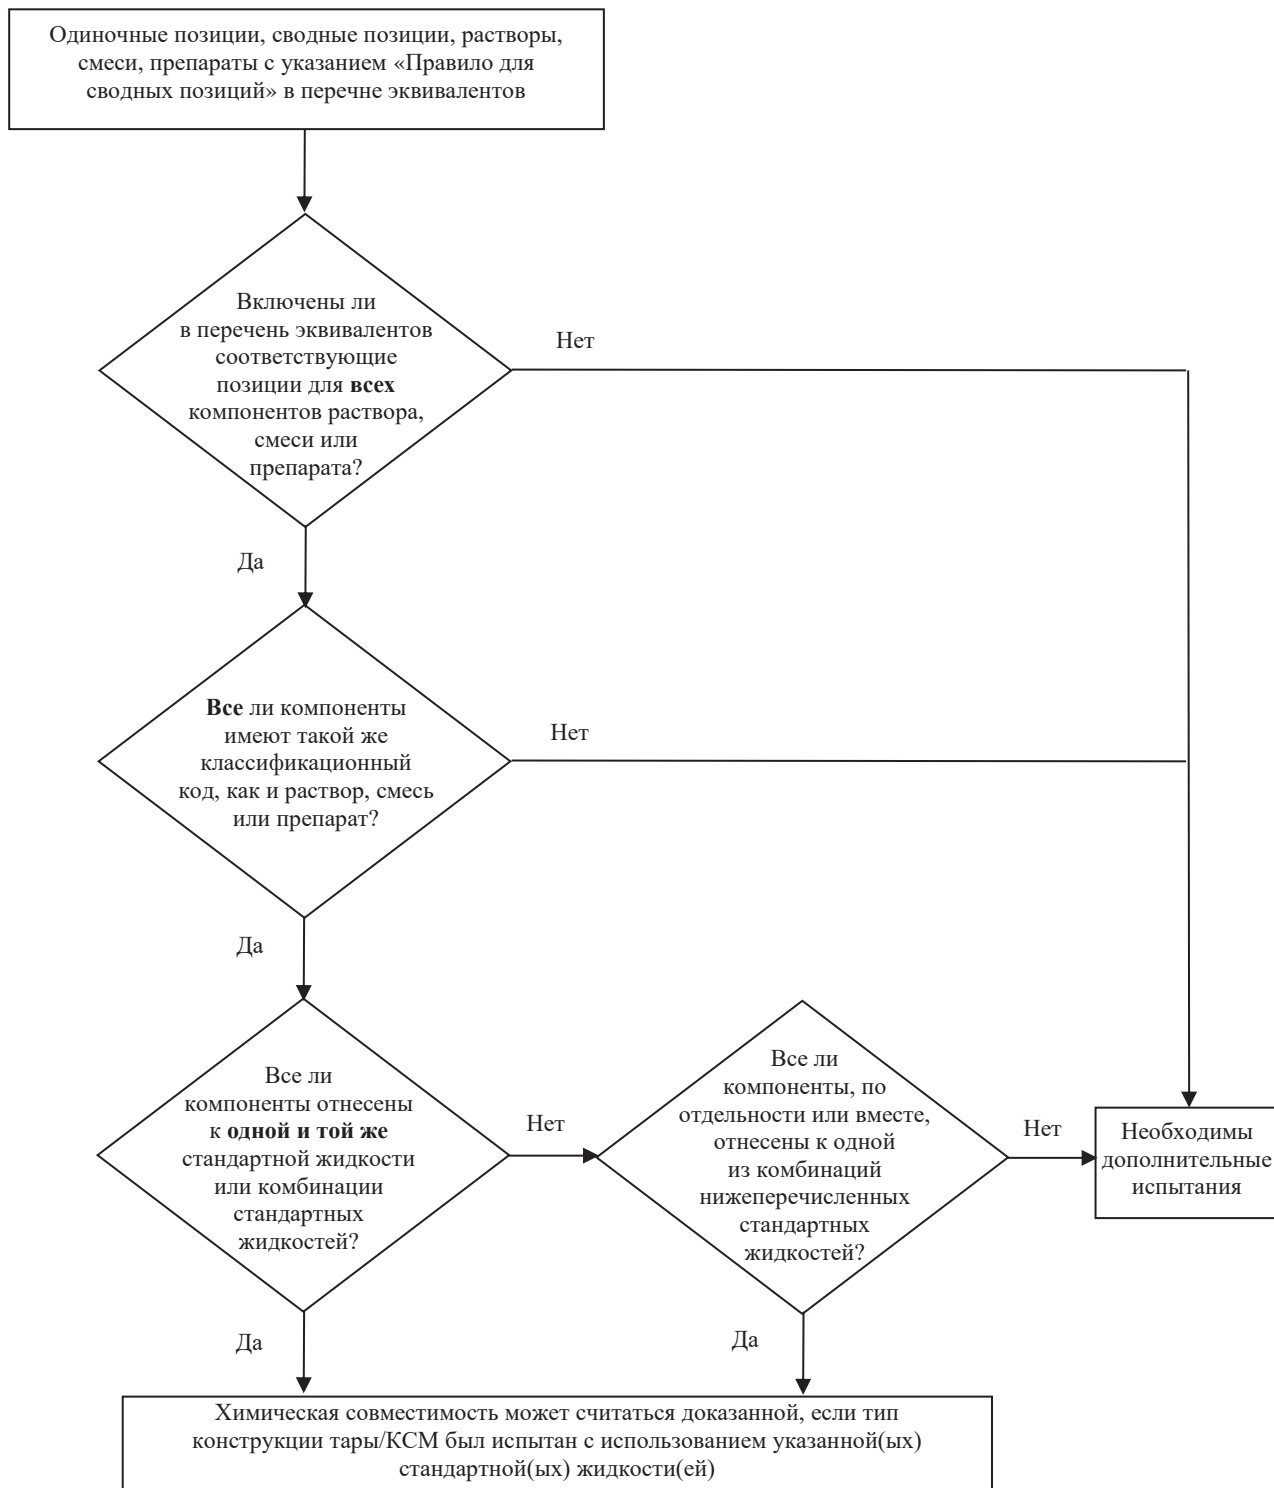 Одиночные позиции, сводные позиции, растворы,
смеси, препараты с указанием «Правило для
сводных позиций» в перечне эквивалентов
Включены ли
в перечень эквивалентов
соответствующие
позиции для всех
компонентов раствора,
смеси или
препарата?
Нет
Да
Все ли компоненты
имеют такой же
классификационный
код, как и раствор, смесь
или препарат?
Нет
Да
Все ли
компоненты отнесены
к одной и той же
стандартной жидкости
или комбинации
стандартных
жидкостей?
Нет
Все ли
компоненты, по
отдельности или вместе,
отнесены к одной
из комбинаций
нижеперечисленных
стандартных
жидкостей?
Нет
Необходимы
дополнительные
испытания
Да
Да
Химическая совместимость может считаться доказанной, если тип
конструкции тары/КСМ был испытан с использованием указанной(ых)
стандартной(ых) жидкости(ей)